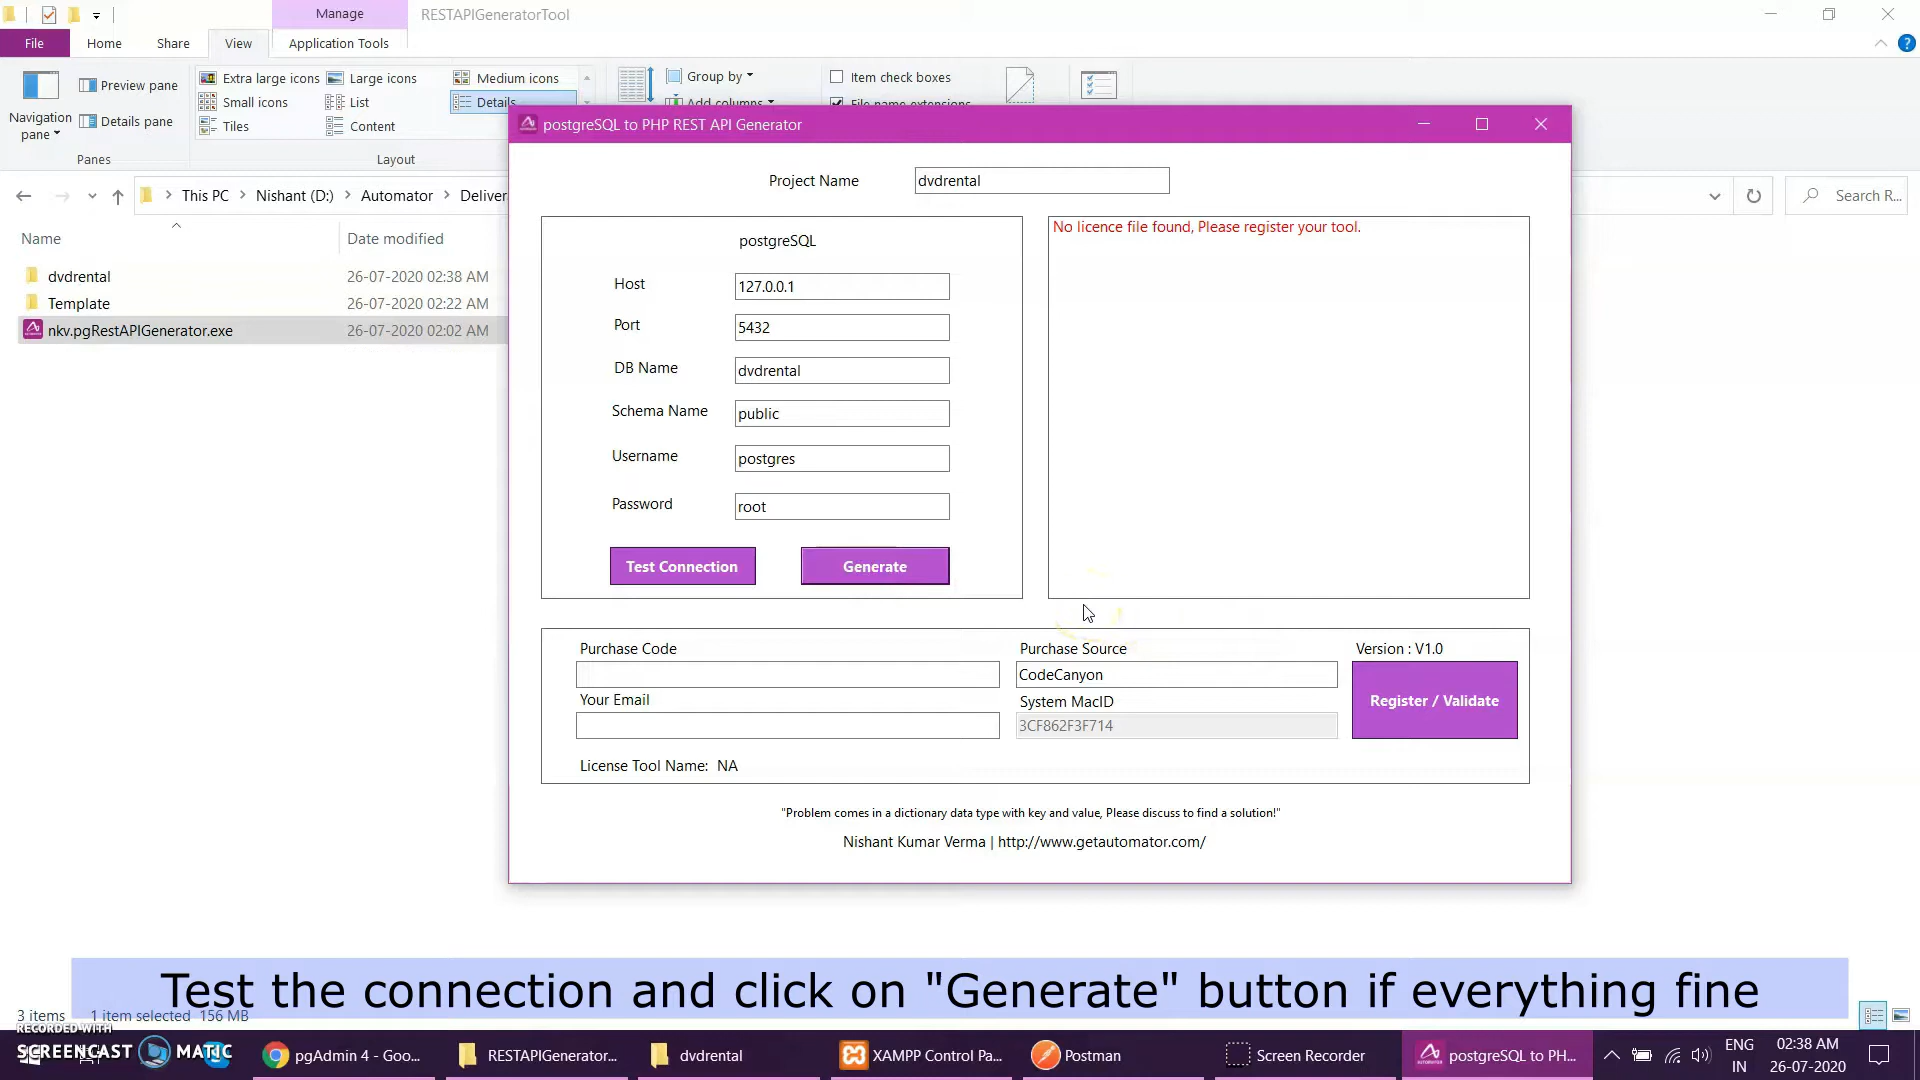 Manage
RESTAPIGeneratorTool
File
Home
Share
View
Application Tools
Navigation pane
Preview pane
Details pane
Panes
Extra large icons
Large icons
Medium icons
Small icons
List
Details
Tiles
Content
Layout
Group by
Add columns
Item check boxes
File name extensions
This PC
Nishant (D:)
Automator
Deliver
Search R...
Name
Date modified
dvdrental
26-07-2020 02:38 AM
Template
26-07-2020 02:22 AM
nkv.pgRestAPIGenerator.exe
26-07-2020 02:02 AM
postgreSQL to PHP REST API Generator
Project Name
dvdrental
postgreSQL
Host
127.0.0.1
Port
5432
DB Name
dvdrental
Schema Name
public
Username
postgres
Password
root
Test Connection
Generate
No licence file found, Please register your tool.
Purchase Code
Purchase Source
Version : V1.0
CodeCanyon
Your Email
System MacID
3CF862F3F714
Register / Validate
License Tool Name: NA
"Problem comes in a dictionary data type with key and value, Please discuss to find a solution!"
Nishant Kumar Verma | http://www.getautomator.com/
Test the connection and click on "Generate" button if everything fine
3 items
1 item selected 156 MB
RECORDED WITH
SCREENCAST MATIC
pgAdmin 4 - Goo...
RESTAPIGenerator...
dvdrental
XAMPP Control Pa...
Postman
Screen Recorder
postgreSQL to PH...
ENG
IN
02:38 AM
26-07-2020